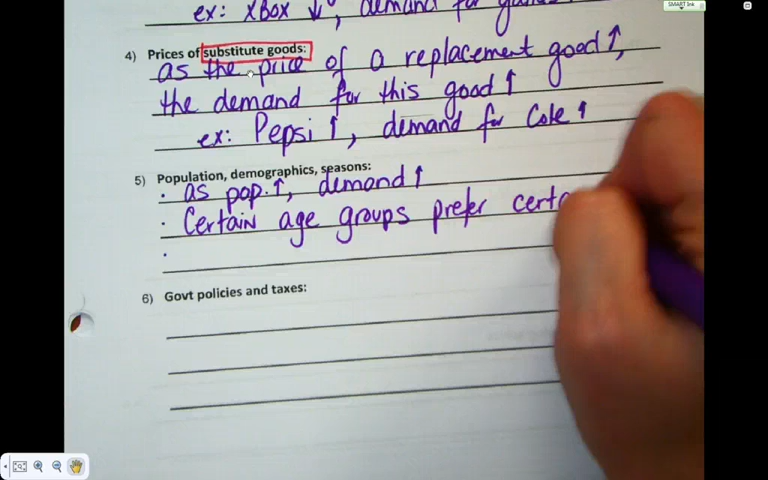 SMART Ink
ex: Xbox ↓, demand for
4) Prices of substitute goods:
as the price of a replacement good ↑,
the demand for this good ↑
ex: Pepsi ↑, demand for Coke ↑
5) Population, demographics, seasons:
· as pop. ↑, demand ↑
· Certain age groups prefer certa
·
6) Govt policies and taxes: